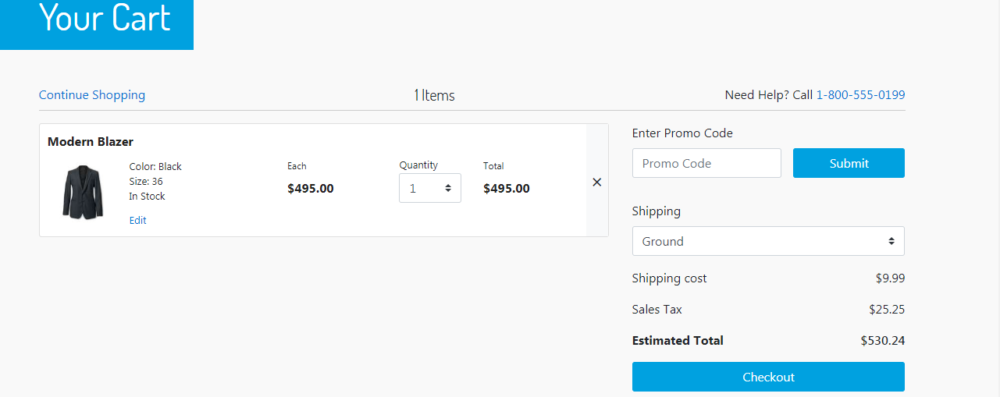 Your Cart
Continue Shopping
1 Items
Need Help? Call 1-800-555-0199
Modern Blazer
Color: Black
Size: 36
In Stock
Edit
Each
$495.00
Quantity
1
Total
$495.00
×
Enter Promo Code
Promo Code
Submit
Shipping
Ground
Shipping cost $9.99
Sales Tax $25.25
Estimated Total $530.24
Checkout